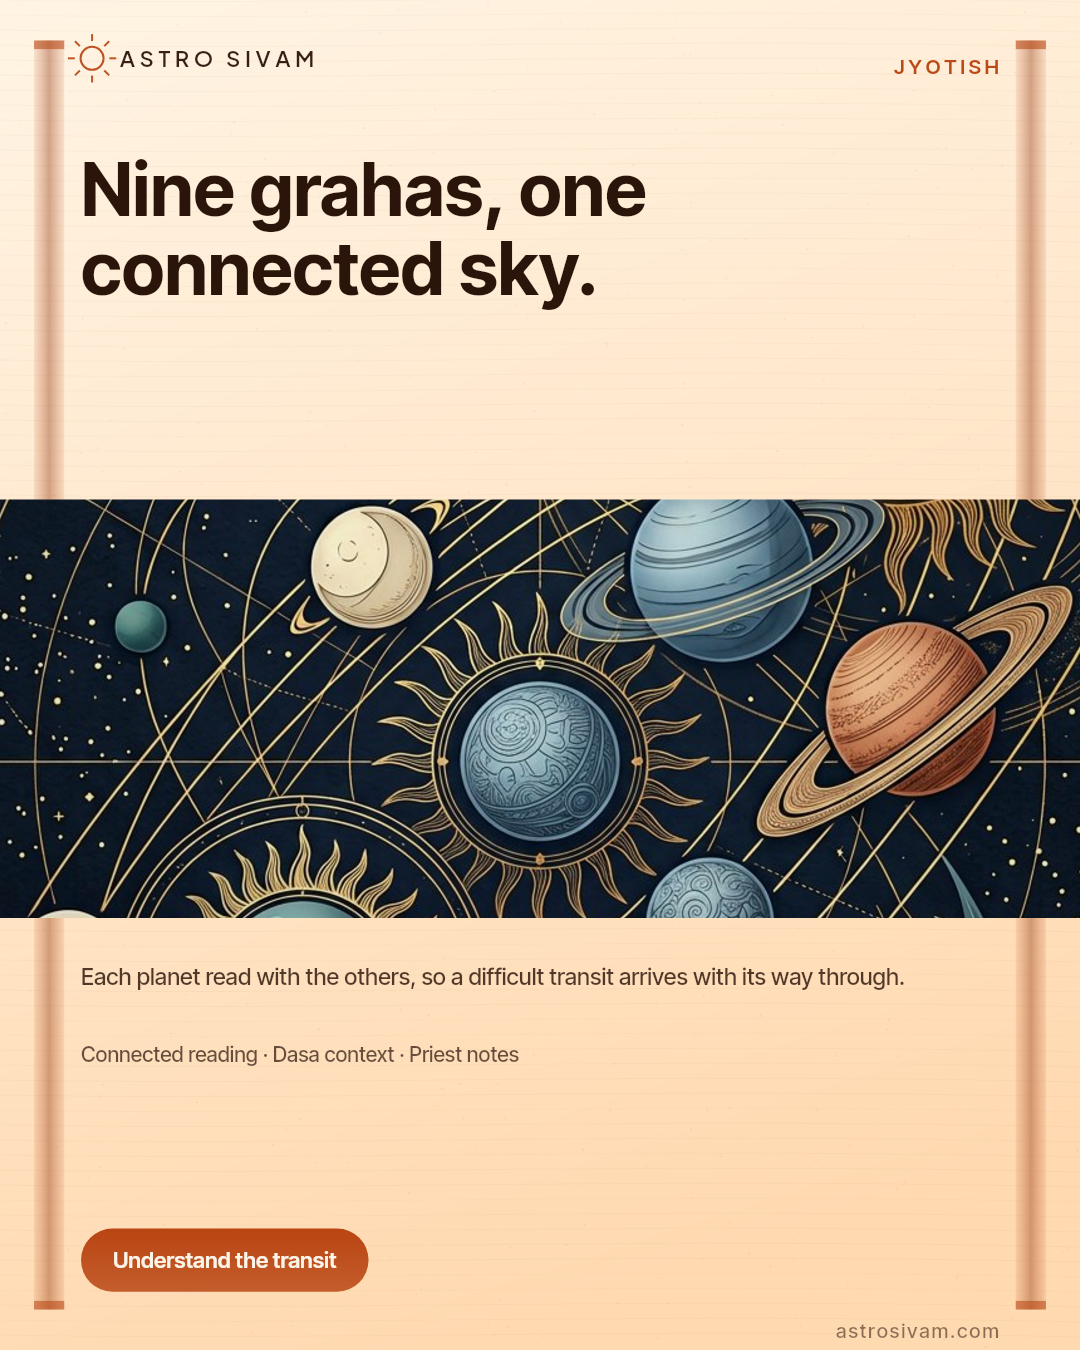 ASTRO SIVAM
JYOTISH
Nine grahas, one
connected sky.
Each planet read with the others, so a difficult transit arrives with its way through.
Connected reading · Dasa context · Priest notes
Understand the transit
astrosivam.com